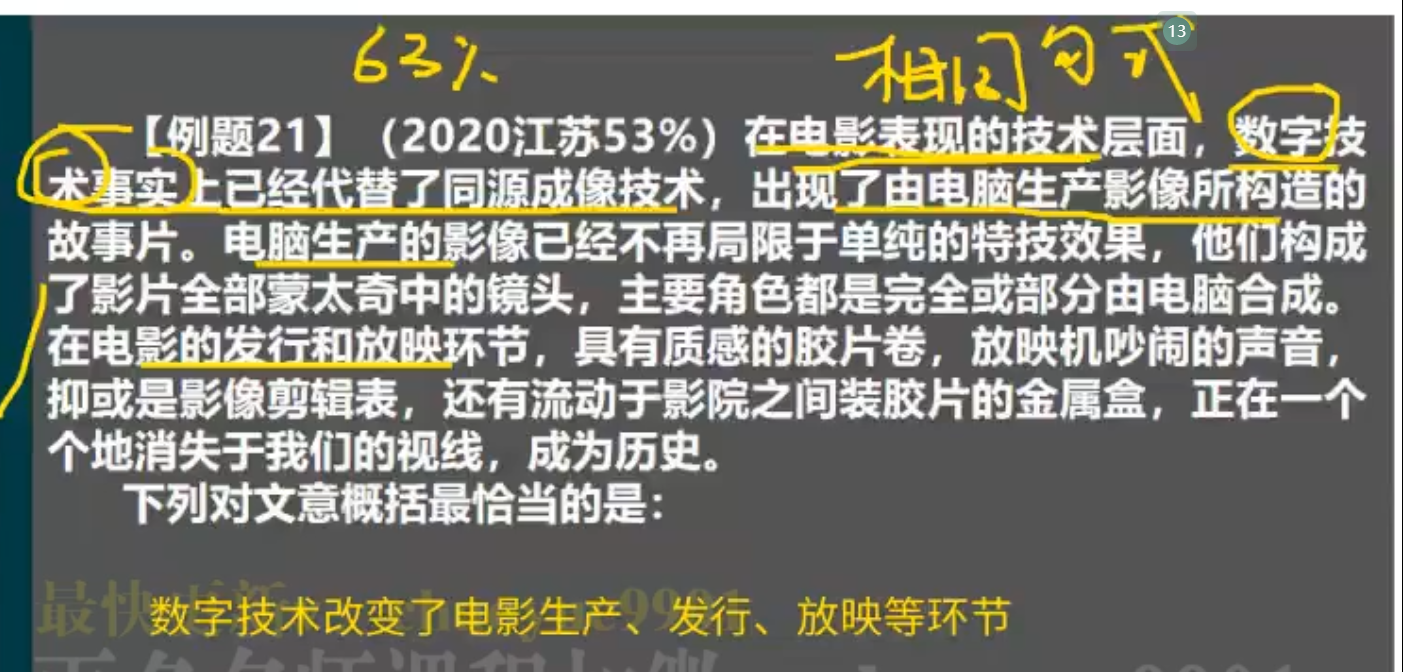 63%
相同句式
13
【例题21】（2020江苏53%）在电影表现的技术层面，数字技
术事实上已经代替了同源成像技术，出现了由电脑生产影像所构造的
故事片。电脑生产的影像已经不再局限于单纯的特技效果，他们构成
了影片全部蒙太奇中的镜头，主要角色都是完全或部分由电脑合成。
在电影的发行和放映环节，具有质感的胶片卷，放映机吵闹的声音，
抑或是影像剪辑表，还有流动于影院之间装胶片的金属盒，正在一个
个地消失于我们的视线，成为历史。
下列对文意概括最恰当的是：
数字技术改变了电影生产、发行、放映等环节